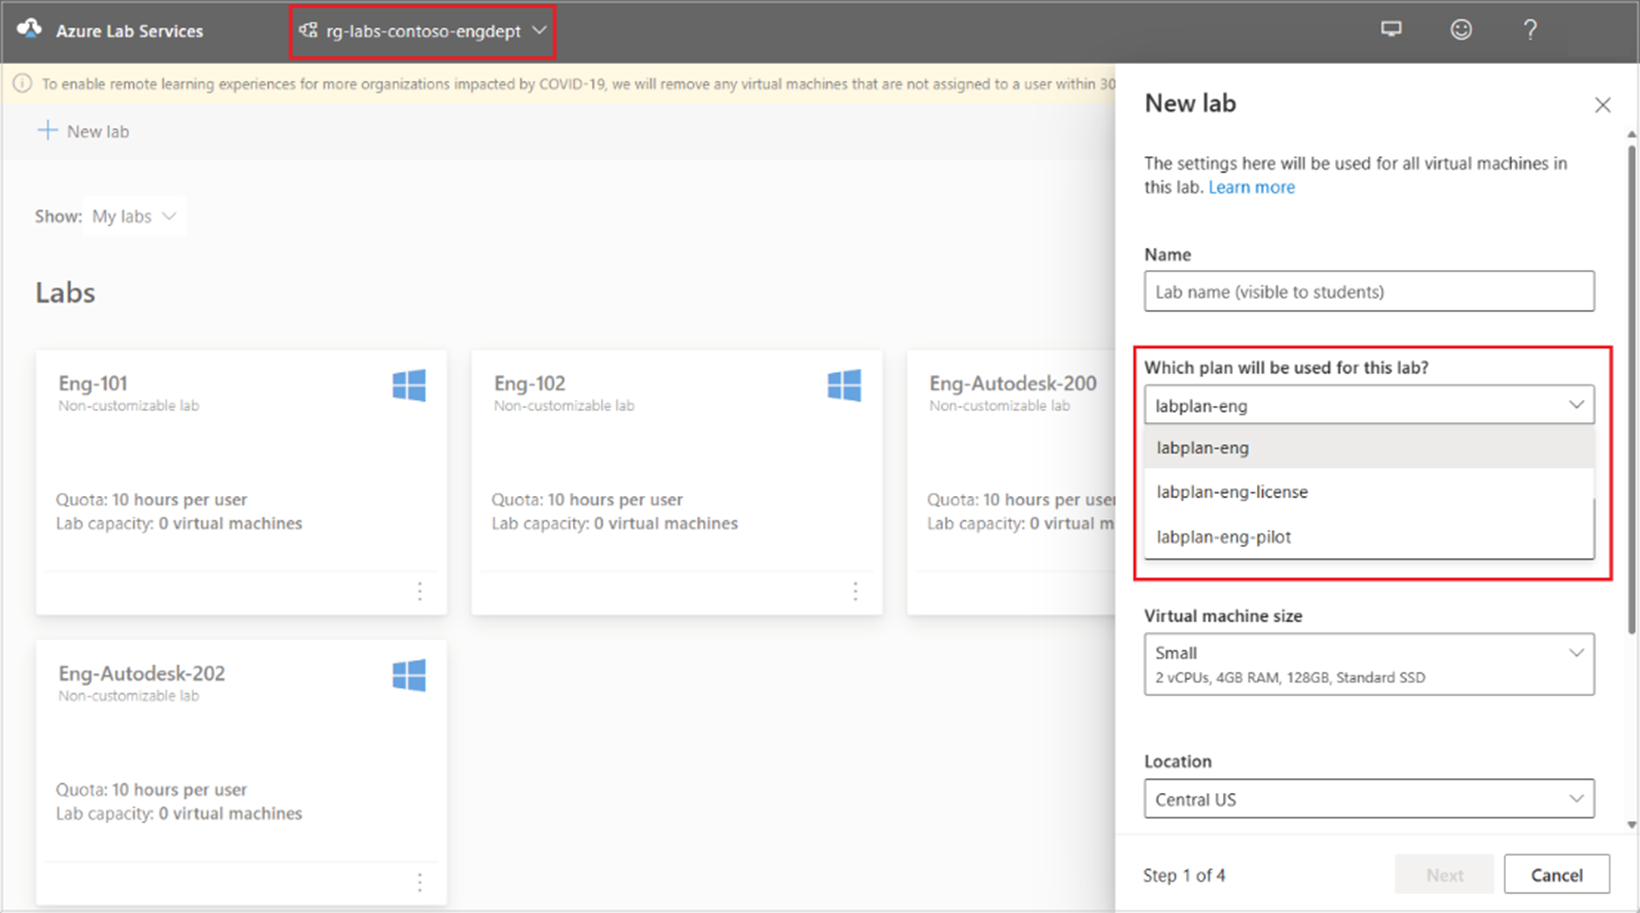 Azure Lab Services
rg-labs-contoso-engdept
?
To enable remote learning experiences for more organizations impacted by COVID-19, we will remove any virtual machines that are not assigned to a user within 30
New lab
Show: My labs
Labs
Eng-101
Non-customizable lab
Quota: 10 hours per user
Lab capacity: 0 virtual machines
Eng-102
Non-customizable lab
Quota: 10 hours per user
Lab capacity: 0 virtual machines
Eng-Autodesk-200
Non-customizable lab
Quota: 10 hours per user
Lab capacity: 0 virtual m
Eng-Autodesk-202
Non-customizable lab
Quota: 10 hours per user
Lab capacity: 0 virtual machines
New lab
The settings here will be used for all virtual machines in
this lab. Learn more
Name
Lab name (visible to students)
Which plan will be used for this lab?
labplan-eng
labplan-eng
labplan-eng-license
labplan-eng-pilot
Virtual machine size
Small
2 vCPUs, 4GB RAM, 128GB, Standard SSD
Location
Central US
Step 1 of 4
Next
Cancel